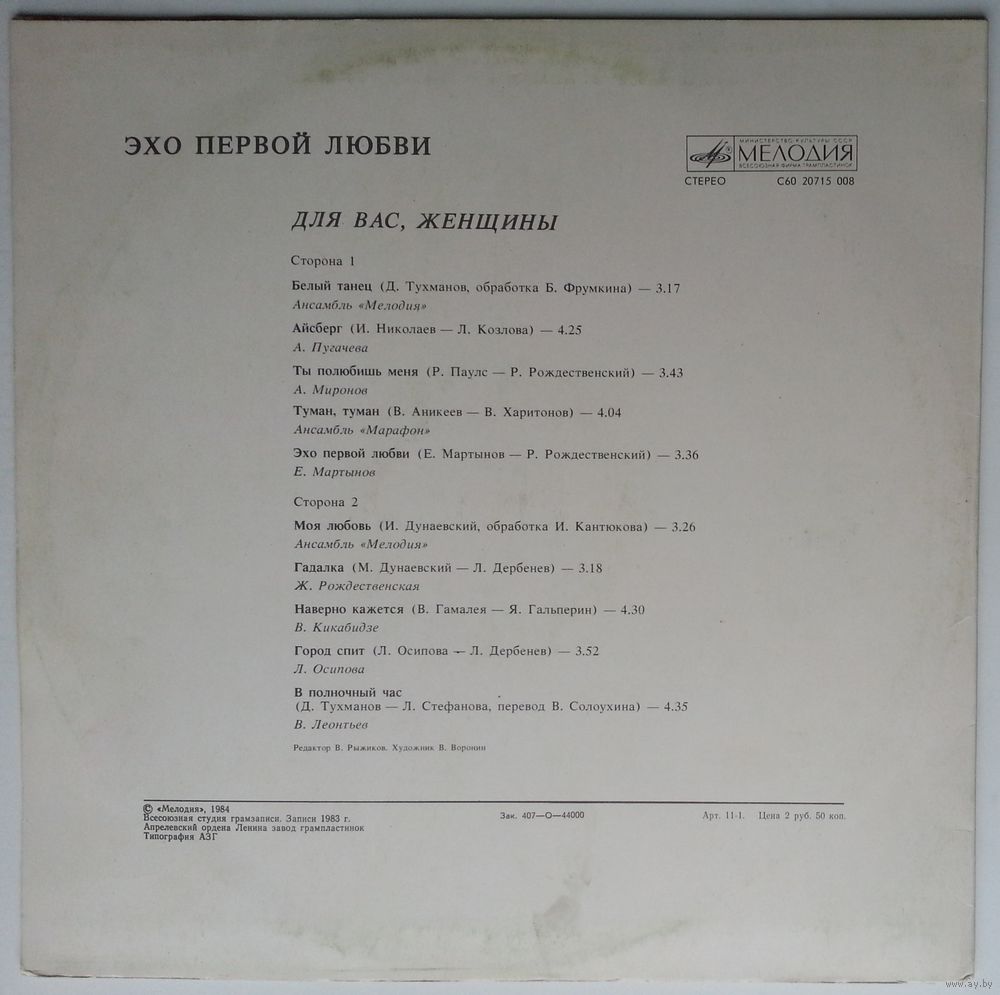 ЭХО ПЕРВОЙ ЛЮБВИ
МИНИСТЕРСТВО КУЛЬТУРЫ СССР
МЕЛОДИЯ
ВСЕСОЮЗНАЯ ФИРМА ГРАМПЛАСТИНОК
СТЕРЕО С60 20715 008
ДЛЯ ВАС, ЖЕНЩИНЫ
Сторона 1
Белый танец (Д. Тухманов, обработка Б. Фрумкина) — 3.17
Ансамбль «Мелодия»
Айсберг (И. Николаев — Л. Козлова) — 4.25
А. Пугачева
Ты полюбишь меня (Р. Паулс — Р. Рождественский) — 3.43
А. Миронов
Туман, туман (В. Аникеев — В. Харитонов) — 4.04
Ансамбль «Марафон»
Эхо первой любви (Е. Мартынов — Р. Рождественский) — 3.36
Е. Мартынов
Сторона 2
Моя любовь (И. Дунаевский, обработка И. Кантюкова) — 3.26
Ансамбль «Мелодия»
Гадалка (М. Дунаевский — Л. Дербенев) — 3.18
Ж. Рождественская
Наверно кажется (В. Гамалея — Я. Гальперин) — 4.30
В. Кикабидзе
Город спит (Л. Осипова — Л. Дербенев) — 3.52
Л. Осипова
В полночный час
(Д. Тухманов — Л. Стефанова, перевод В. Солоухина) — 4.35
В. Леонтьев
Редактор В. Рыжиков. Художник В. Воронин
© «Мелодия», 1984
Всесоюзная студия грамзаписи. Записи 1983 г.
Апрелевский ордена Ленина завод грампластинок
Типография АЗГ
Зак. 407—О—44000
Арт. 11-1. Цена 2 руб. 50 коп.
www.ay.by